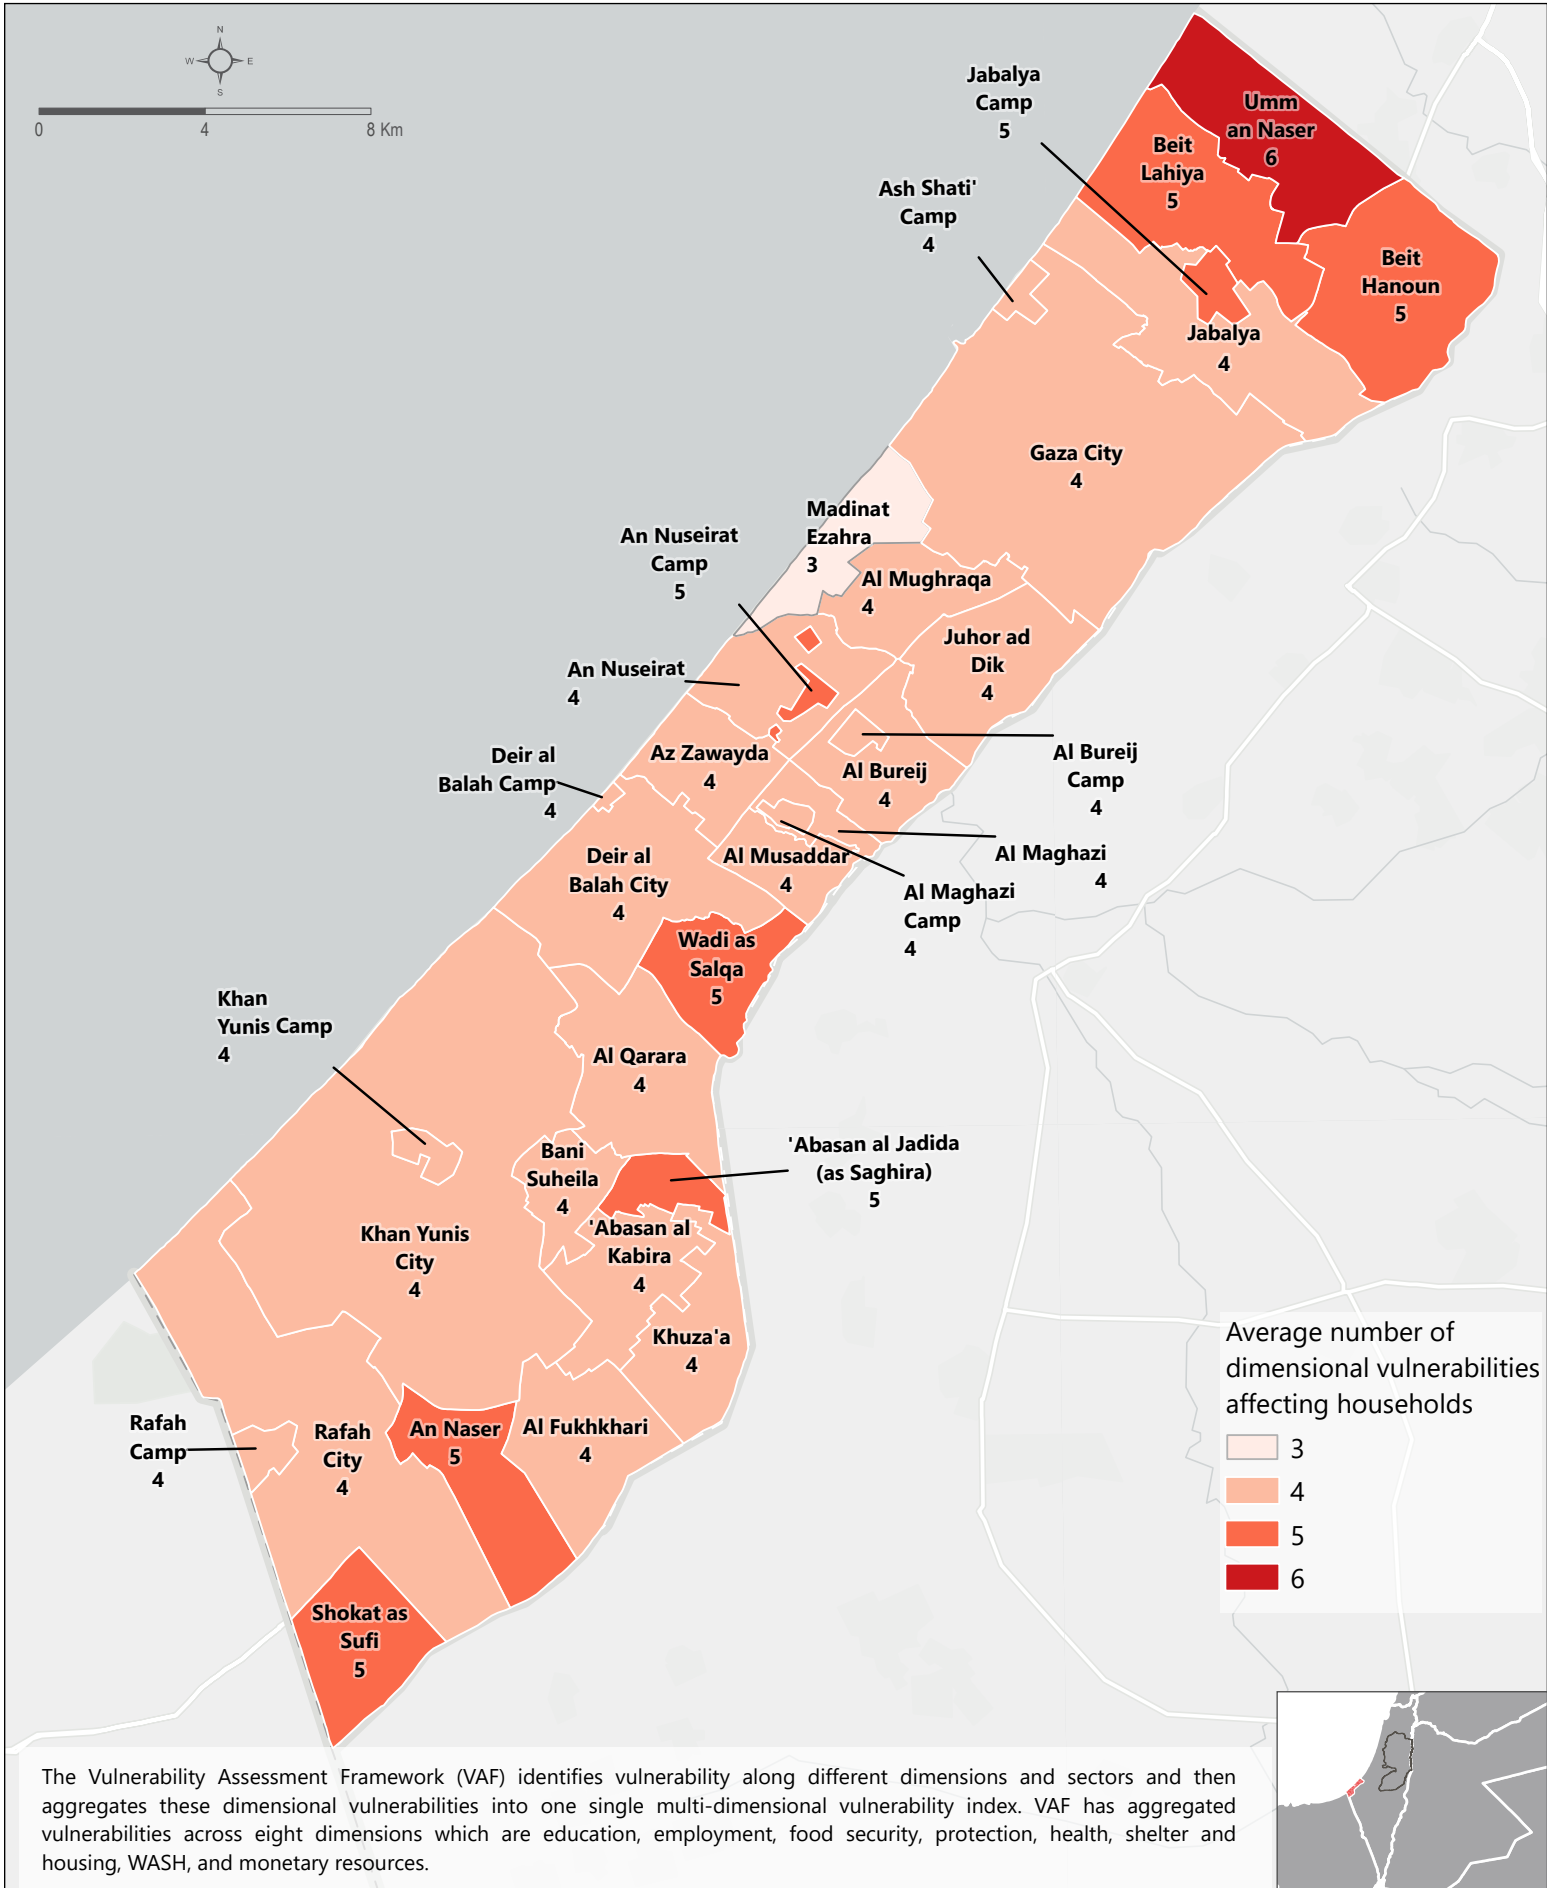 N
W
E
S
0
4
8 Km
Jabalya
Camp
5
Umm
an Naser
6
Beit
Lahiya
5
Ash Shati'
Camp
4
Beit
Hanoun
5
Jabalya
4
Gaza City
4
Madinat
Ezahra
3
An Nuseirat
Camp
5
Al Mughraqa
4
Juhor ad
Dik
4
An Nuseirat
4
Deir al
Balah Camp
4
Az Zawayda
4
Al Bureij
4
Al Bureij
Camp
4
Al Maghazi
4
Deir al
Balah City
4
Al Musaddar
4
Al Maghazi
Camp
4
Wadi as
Salqa
5
Khan
Yunis Camp
4
Al Qarara
4
'Abasan al Jadida
(as Saghira)
5
Bani
Suheila
4
'Abasan al
Kabira
4
Khan Yunis
City
4
Khuza'a
4
Rafah
Camp
4
Rafah
City
4
An Naser
5
Al Fukhkhari
4
Shokat as
Sufi
5
Average number of
dimensional vulnerabilities
affecting households
3
4
5
6
The Vulnerability Assessment Framework (VAF) identifies vulnerability along different dimensions and sectors and then
aggregates these dimensional vulnerabilities into one single multi-dimensional vulnerability index. VAF has aggregated
vulnerabilities across eight dimensions which are education, employment, food security, protection, health, shelter and
housing, WASH, and monetary resources.